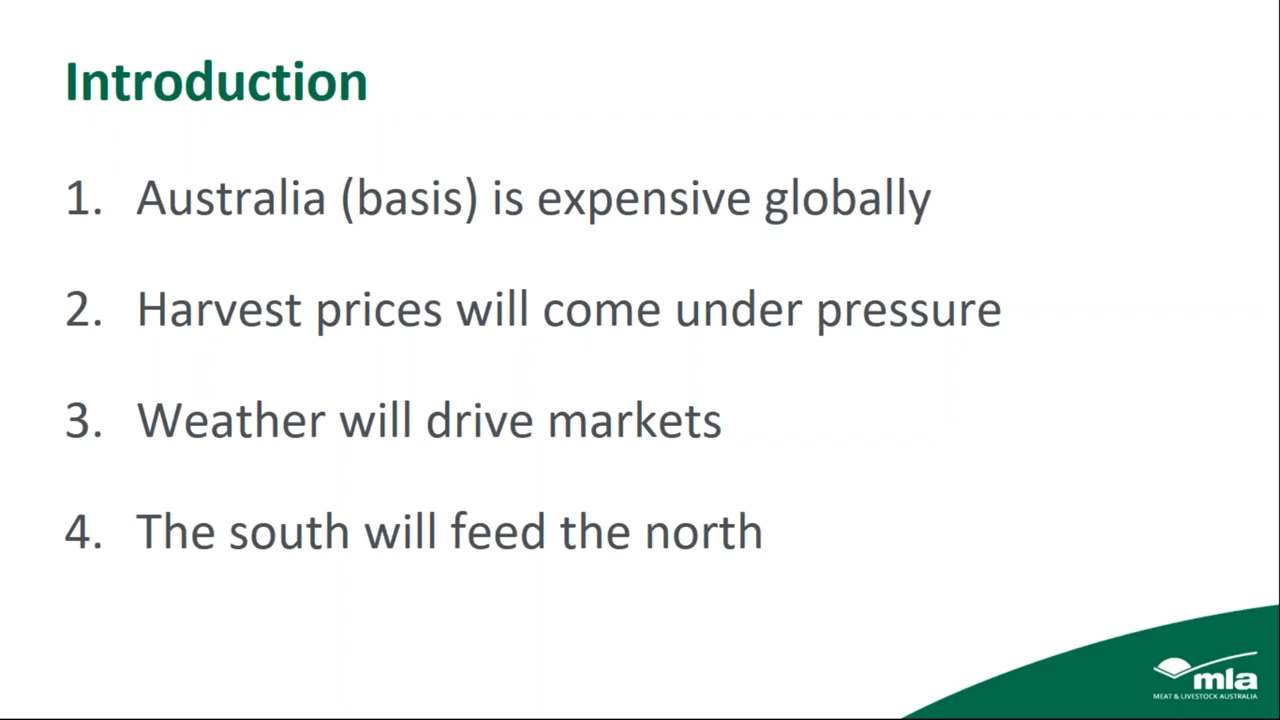 Introduction
1. Australia (basis) is expensive globally
2. Harvest prices will come under pressure
3. Weather will drive markets
4. The south will feed the north
mla
MEAT & LIVESTOCK AUSTRALIA